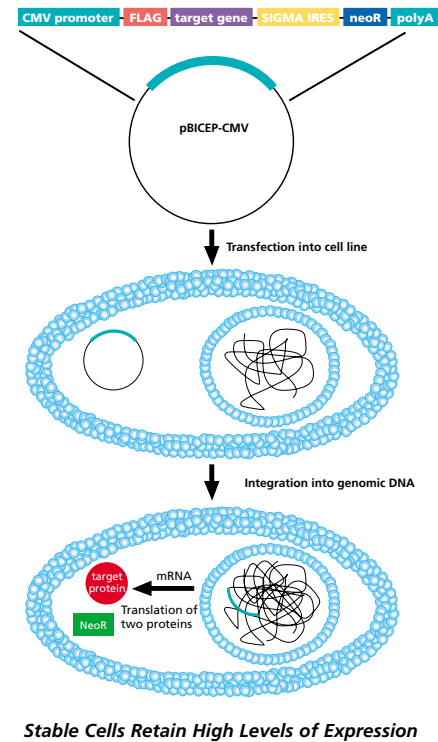 CMV promoter FLAG target gene SIGMA IRES neoR polyA
pBICEP-CMV
Transfection into cell line
Integration into genomic DNA
target
protein
mRNA
Translation of
two proteins
NeoR
Stable Cells Retain High Levels of Expression